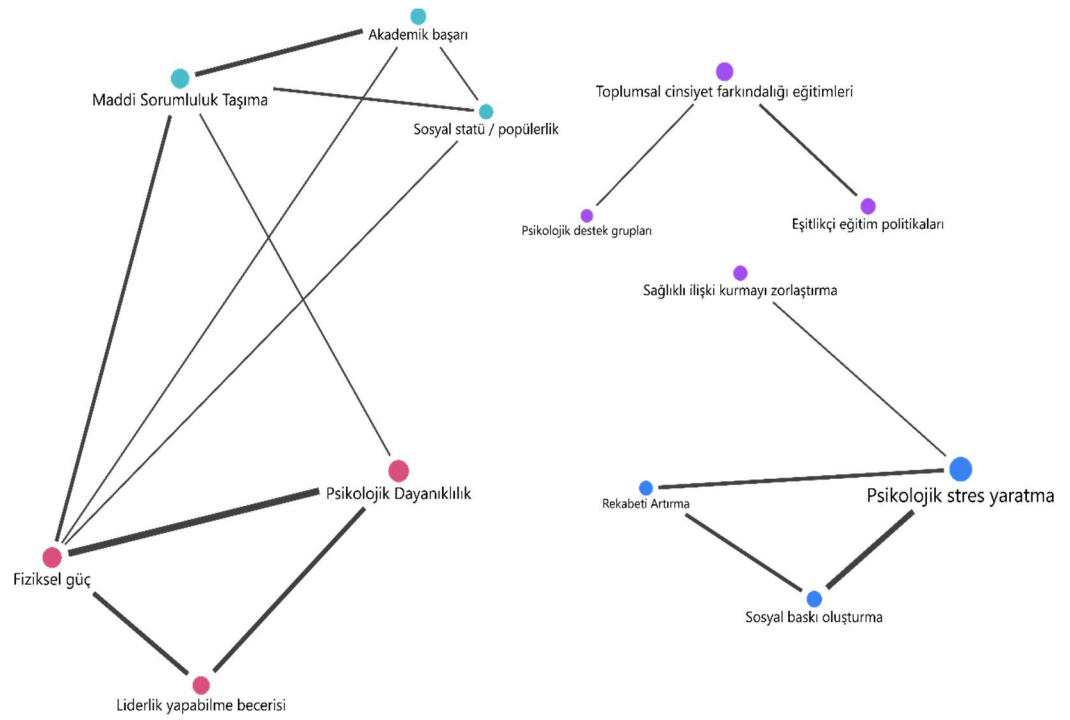 Akademik başarı
Maddi Sorumluluk Taşıma
Toplumsal cinsiyet farkındalığı eğitimleri
Sosyal statü / popülerlik
Psikolojik destek grupları
Eşitlikçi eğitim politikaları
Sağlıklı ilişki kurmayı zorlaştırma
Psikolojik Dayanıklılık
Psikolojik stres yaratma
Rekabeti Artırma
Fiziksel güç
Sosyal baskı oluşturma
Liderlik yapabilme becerisi